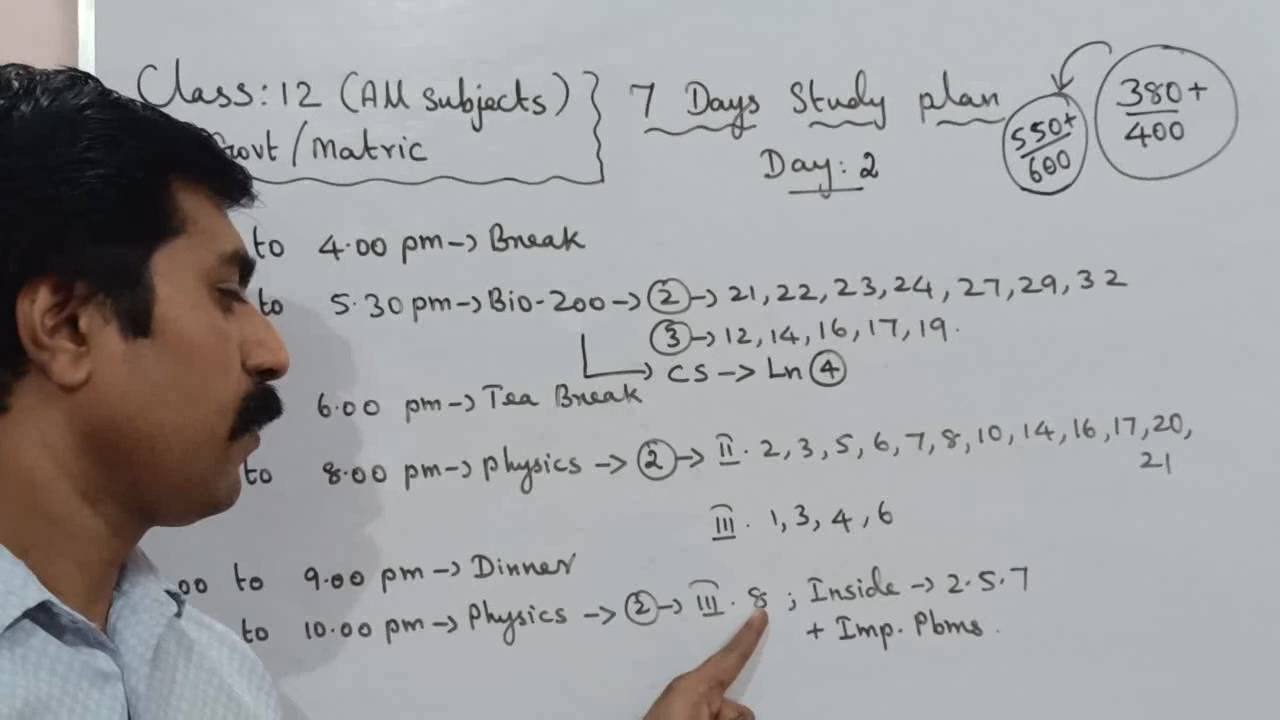 Class: 12 (All subjects) } 7 Days Study plan 550+/600 380+/400
/Matric Day: 2
to 4.00 pm -> Break
to 5.30 pm -> Bio-200 -> ② -> 21, 22, 23, 24, 27, 29, 32
③ -> 12, 14, 16, 17, 19.
CS -> Ln ④
6.00 pm -> Tea Break
to 8.00 pm -> Physics -> ② -> II. 2, 3, 5, 6, 7, 8, 10, 14, 16, 17, 20,
21
III. 1, 3, 4, 6
00 to 9.00 pm -> Dinner
to 10.00 pm -> Physics -> ② -> III. 8 ; Inside -> 2.5.7
+ Imp. Pbms.